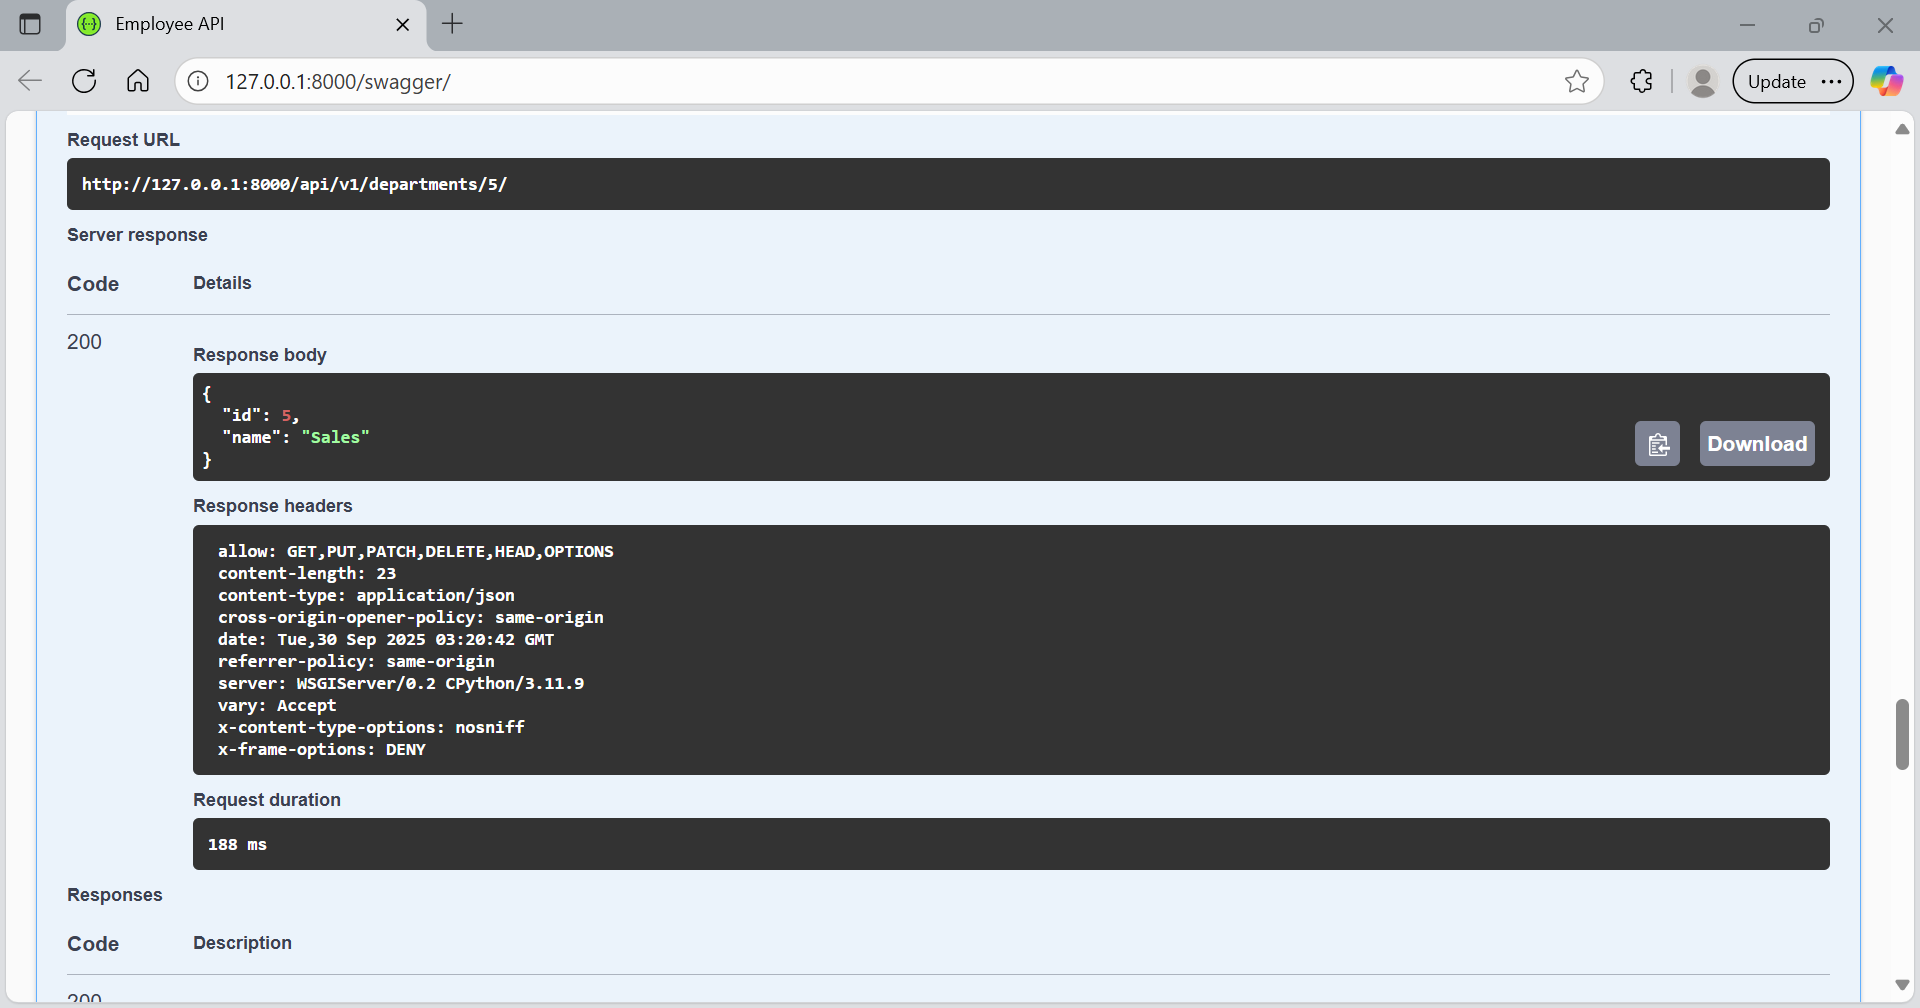 Employee API
127.0.0.1:8000/swagger/
Update
Request URL
http://127.0.0.1:8000/api/v1/departments/5/
Server response
Code Details
200
Response body
{
"id": 5,
"name": "Sales"
}
Download
Response headers
allow: GET,PUT,PATCH,DELETE,HEAD,OPTIONS
content-length: 23
content-type: application/json
cross-origin-opener-policy: same-origin
date: Tue,30 Sep 2025 03:20:42 GMT
referrer-policy: same-origin
server: WSGIServer/0.2 CPython/3.11.9
vary: Accept
x-content-type-options: nosniff
x-frame-options: DENY
Request duration
188 ms
Responses
Code Description
200